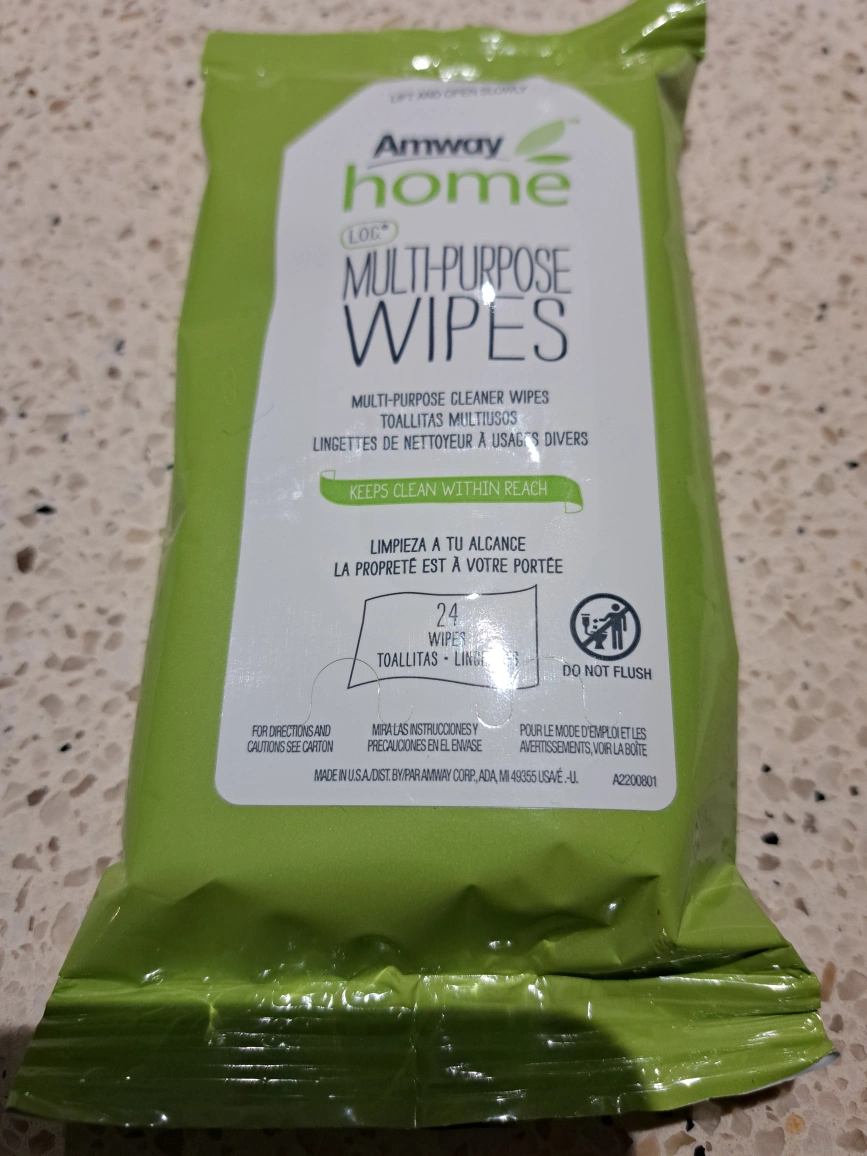 LIFT AND OPEN SLOWLY
Amway
home™
L.O.C.®
MULTI-PURPOSE
WIPES
MULTI-PURPOSE CLEANER WIPES
TOALLITAS MULTIUSOS
LINGETTES DE NETTOYEUR À USAGES DIVERS
KEEPS CLEAN WITHIN REACH
LIMPIEZA A TU ALCANCE
LA PROPRETÉ EST À VOTRE PORTÉE
24
WIPES
TOALLITAS •
DO NOT FLUSH
FOR DIRECTIONS AND
CAUTIONS SEE CARTON
MIRA LAS INSTRUCCIONES Y
PRECAUCIONES EN EL ENVASE
POUR LE MODE D'EMPLOI ET LES
AVERTISSEMENTS, VOIR LA BOÎTE
MADE IN U.S.A./DIST. BY/PAR AMWAY CORP., ADA, MI 49355 USA/É.-U.
A2200801